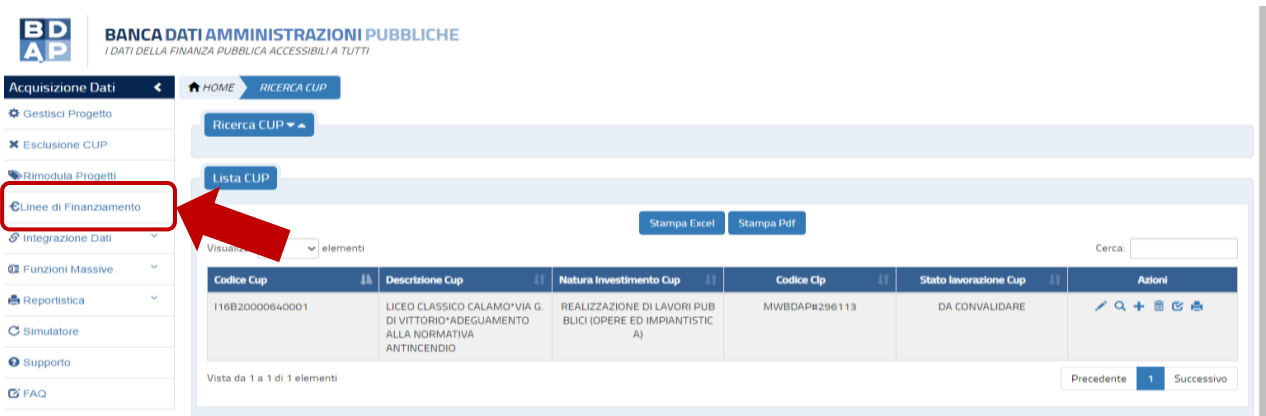 BD
AP
BANCA DATI AMMINISTRAZIONI PUBBLICHE
I DATI DELLA FINANZA PUBBLICA ACCESSIBILI A TUTTI
Acquisizione Dati
Gestisci Progetto
Esclusione CUP
Rimodula Progetti
€Linee di Finanziamento
Integrazione Dati
Funzioni Massive
Reportistica
Simulatore
Supporto
FAQ
HOME RICERCA CUP
Ricerca CUP
Lista CUP
Stampa Excel Stampa Pdf
elementi Cerca:
Codice Cup Descrizione Cup Natura Investimento Cup Codice Clp Stato lavorazione Cup Azioni
I16B20000640001 LICEO CLASSICO CALAMO*VIA G. REALIZZAZIONE DI LAVORI PUB MWBDAP#296113 DA CONVALIDARE
DI VITTORIO*ADEGUAMENTO BLICI (OPERE ED IMPIANTISTIC
ALLA NORMATIVA A)
ANTINCENDIO
Vista da 1 a 1 di 1 elementi Precedente 1 Successivo